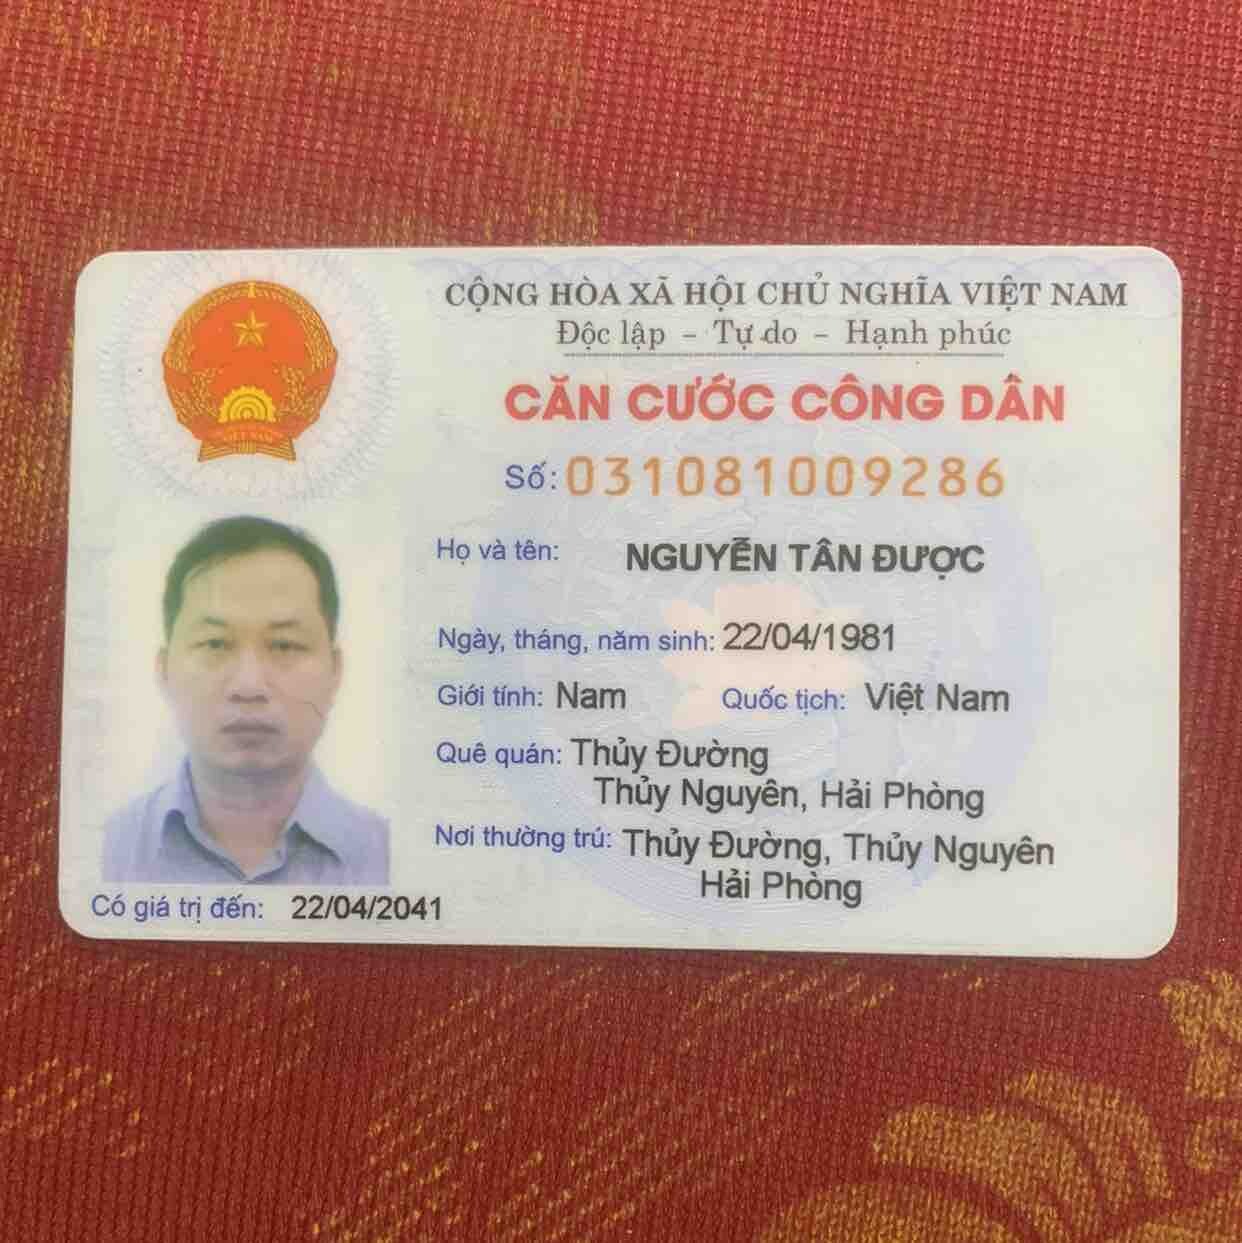 CỘNG HÒA XÃ HỘI CHỦ NGHĨA VIỆT NAM
Độc lập - Tự do - Hạnh phúc
CĂN CƯỚC CÔNG DÂN
Số: 031081009286
Họ và tên: NGUYỄN TÂN ĐƯỢC
Ngày, tháng, năm sinh: 22/04/1981
Giới tính: Nam Quốc tịch: Việt Nam
Quê quán: Thủy Đường
Thủy Nguyên, Hải Phòng
Nơi thường trú: Thủy Đường, Thủy Nguyên
Hải Phòng
Có giá trị đến: 22/04/2041
VIỆT NAM